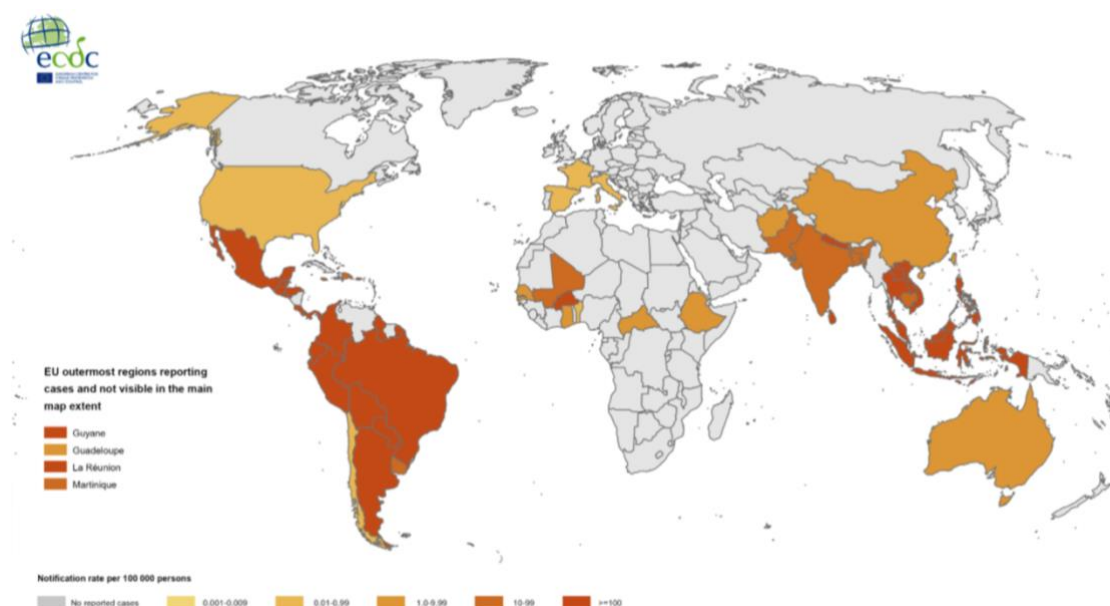 ecdc
EU outermost regions reporting
cases and not visible in the main
map extent
Guyane
Guadeloupe
La Réunion
Martinique
Notification rate per 100 000 persons
No reported cases
0.001-0.009
0.01-0.99
1.0-9.99
10-99
>=100